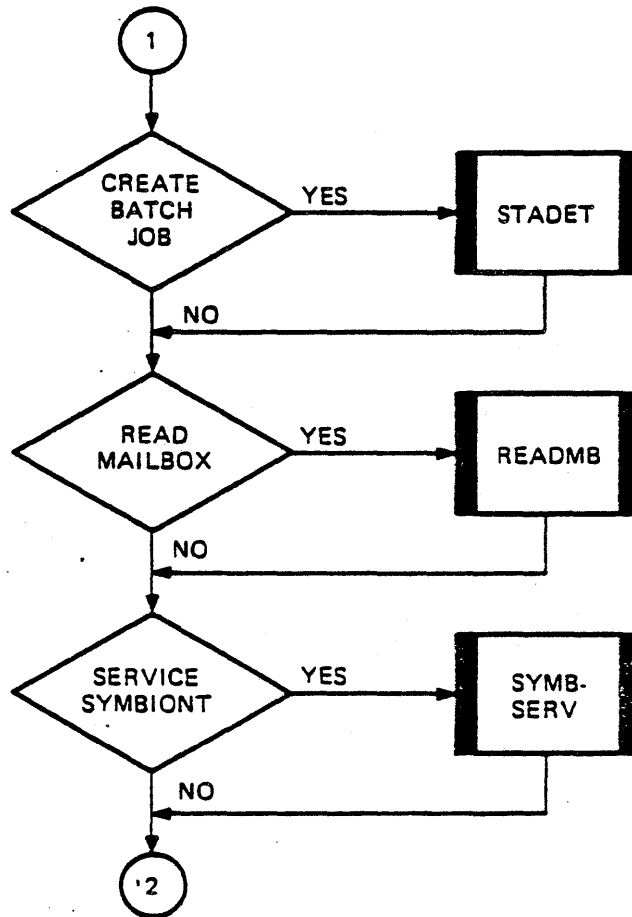 1
CREATE
BATCH
JOB
YES
STADET
NO
READ
MAILBOX
YES
READMB
NO
SERVICE
SYMBIONT
YES
SYMB-
SERV
NO
2